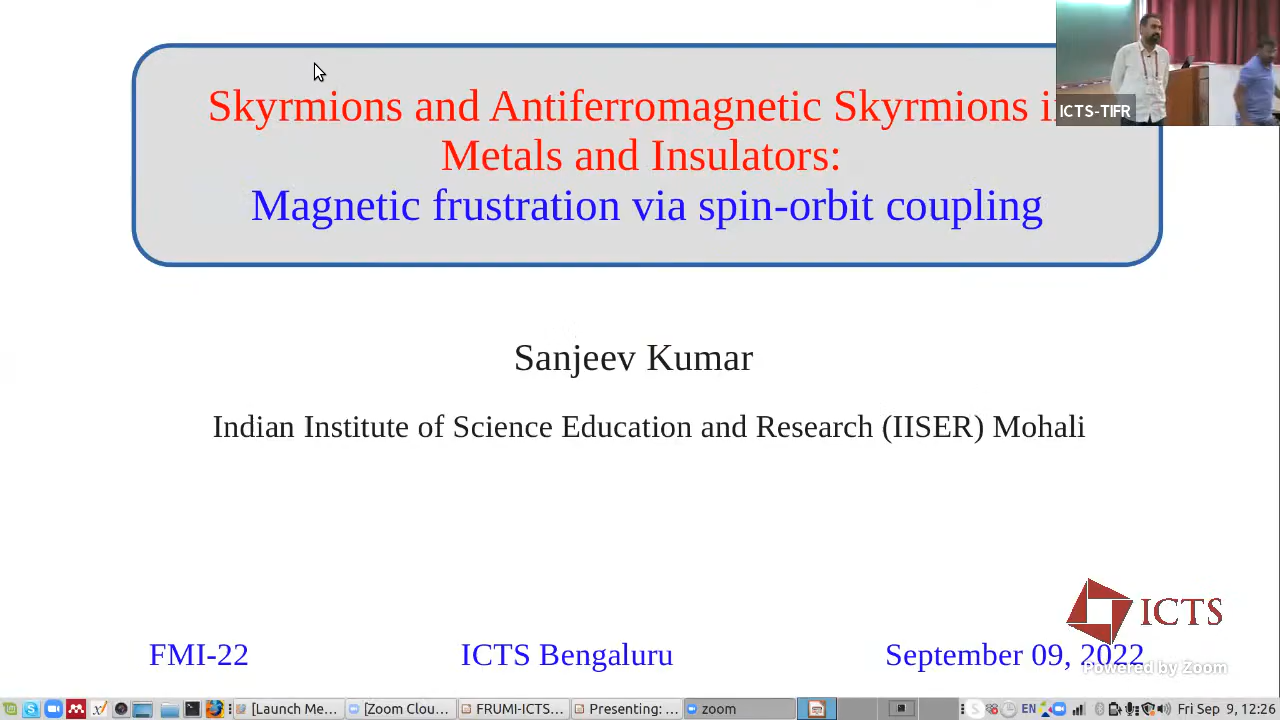 Skyrmions and Antiferromagnetic Skyrmions i
Metals and Insulators:
Magnetic frustration via spin-orbit coupling
ICTS-TIFR
Sanjeev Kumar
Indian Institute of Science Education and Research (IISER) Mohali
ICTS
FMI-22 ICTS Bengaluru September 09, 2022
Powered by Zoom
[Launch Me... [Zoom Clou... FRUMI-ICTS... Presenting: ... zoom EN Fri Sep 9, 12:26